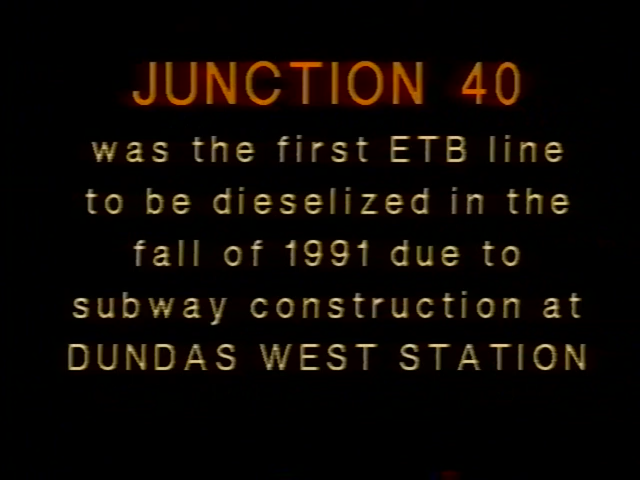 JUNCTION 40
was the first ETB line
to be dieselized in the
fall of 1991 due to
subway construction at
DUNDAS WEST STATION